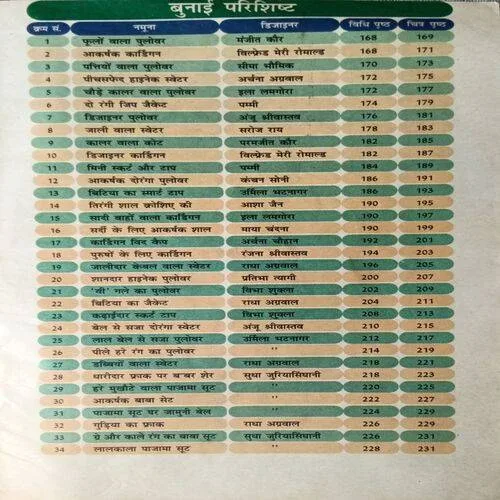 बुनाई परिशिष्ट
क्रम सं. नमूना डिजाइनर विधि पृष्ठ चित्र पृष्ठ
1 फूलों वाला पुलोवर मंजीत कौर 168 169
2 आकर्षक कार्डिगन विल्फ्रेड मेरी रोमाल्ड 168 171
3 पत्तियों वाला पुलोवर सीमा भौमिक 170 173
4 पीचसफेद हाइनेक स्वेटर अर्चना अग्रवाल 172 175
5 चौड़े कालर वाला पुलोवर इला लमगोरा 172 177
6 दो रंगी जिप जैकेट पम्मी 174 179
7 डिजाइनर पुलोवर अंजू श्रीवास्तव 176 181
8 जाली वाला स्वेटर सरोज राय 178 183
9 कालर वाला कोट परमजीत कौर 182 185
10 डिजाइनर कार्डिगन विल्फ्रेड मेरी रोमाल्ड 182 187
11 मिनी स्कर्ट और टाप पम्मी 184 189
12 आकर्षक दोरंगा पुलोवर कंचन सोनी 186 191
13 बिटिया का स्मार्ट टाप उर्मिला भटनागर 186 193
14 तिरंगी शाल क्रोशिए की आशा जैन 190 195
15 सादी बाहों वाला कार्डिगन इला लमगोरा 190 197
16 सर्दी के लिए आकर्षक शाल माया चंदना 190 199
17 कार्डिगन विद कैप अर्चना चौहान 192 201
18 पुरुषों के लिए कार्डिगन रंजना श्रीवास्तव 194 203
19 जालीदार केबल वाला स्वेटर राधा अग्रवाल 196 205
20 शानदार हाइनेक पुलोवर प्रतिभा त्यागी 200 207
21 'वी' गले का पुलोवर विभा शुक्ला 202 209
22 बिटिया का जैकेट राधा अग्रवाल 204 211
23 कढ़ाईदार स्कर्ट टाप विभा शुक्ला 208 213
24 बेल से सजा दोरंगा स्वेटर अंजू श्रीवास्तव 210 215
25 लाल बेल से सजा पुलोवर उर्मिला भटनागर 212 217
26 पीले हरे रंग का पुलोवर " 214 219
27 डब्बियों वाला स्वेटर राधा अग्रवाल 218 221
28 धारीदार फ्राक पर बब्बर शेर सुधा जुरियासिंघानी 218 223
29 हरे मुखौटे वाला पाजामा सूट " 220 225
30 आकर्षक बाबा सेट " 222 227
31 पाजामा सूट पर जामुनी बेल " 224 229
32 गुड़िया का फ्राक राधा अग्रवाल 226 229
33 ग्रे और काले रंग का बाबा सूट सुधा जुरियासिंघानी 226 231
34 लालकाला पाजामा सूट " 228 231